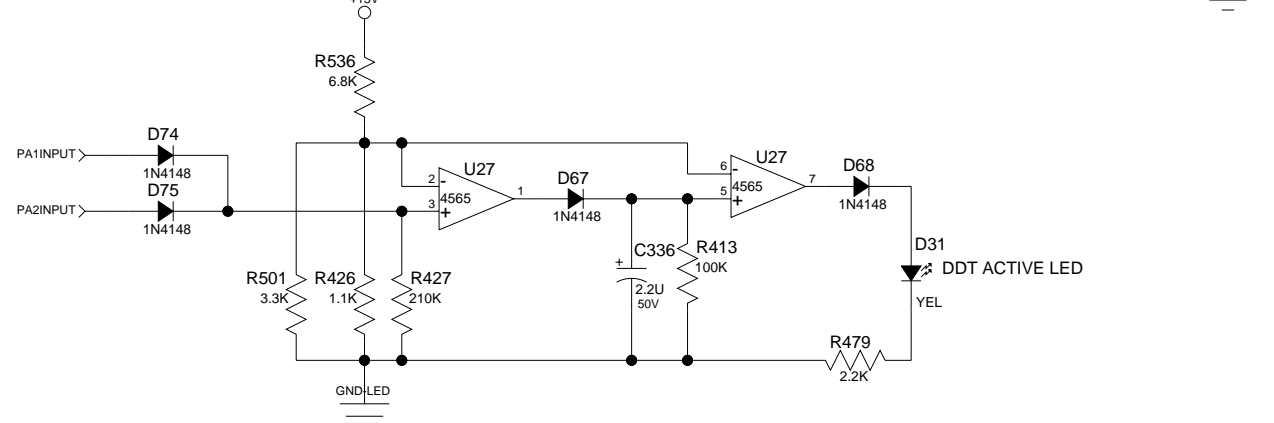 R536
6.8K
D74
PA1INPUT
1N4148
D75
PA2INPUT
1N4148
U27
2
-
4565
3
+
1
D67
1N4148
U27
6
-
4565
5
+
7
D68
1N4148
R501
3.3K
R426
1.1K
R427
210K
+
C336
2.2U
50V
R413
100K
D31
DDT ACTIVE LED
YEL
R479
2.2K
GND-LED